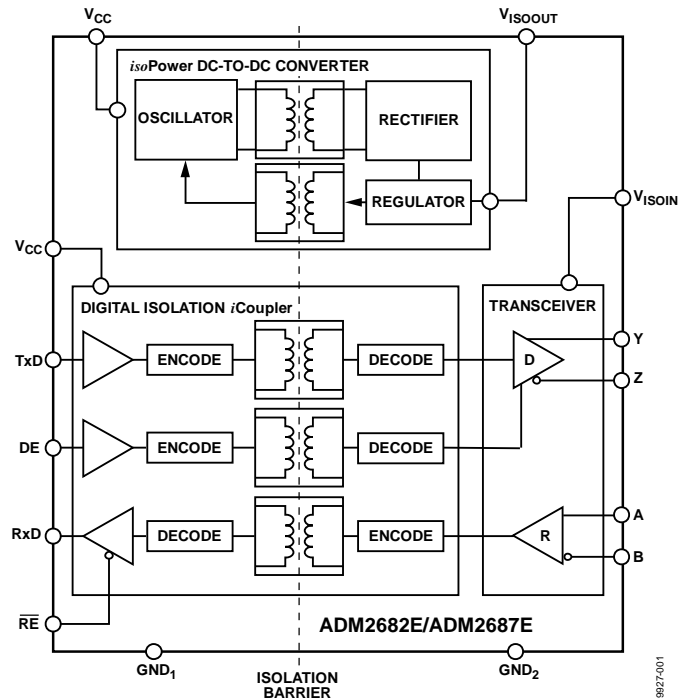 VCC
VISOOUT
isoPower DC-TO-DC CONVERTER
OSCILLATOR
RECTIFIER
REGULATOR
VISOIN
VCC
DIGITAL ISOLATION iCoupler
TRANSCEIVER
TxD
ENCODE
DECODE
D
Y
Z
DE
ENCODE
DECODE
RxD
DECODE
ENCODE
R
A
B
RE
ADM2682E/ADM2687E
GND1
ISOLATION
BARRIER
GND2
9927-001